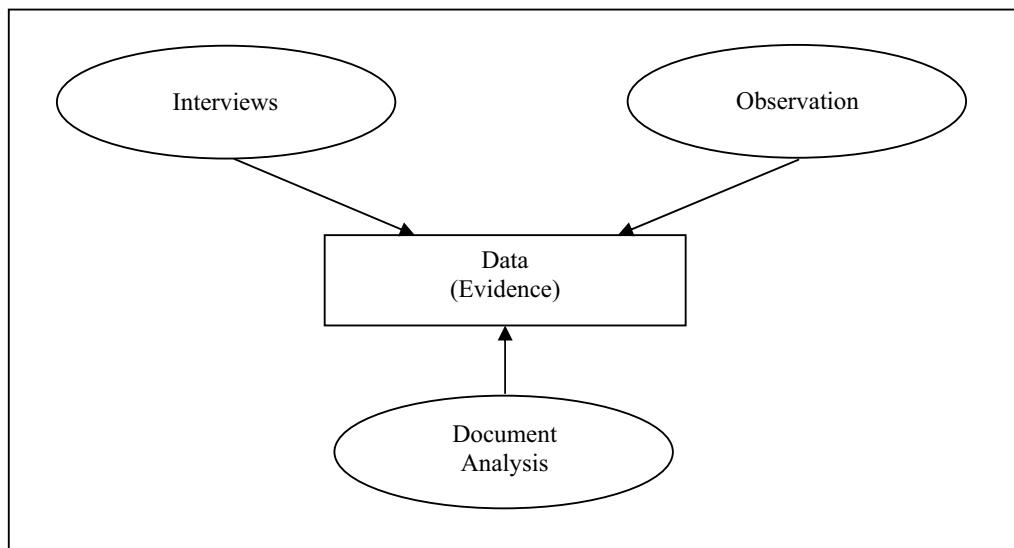 Interviews
Observation
Data
(Evidence)
Document
Analysis